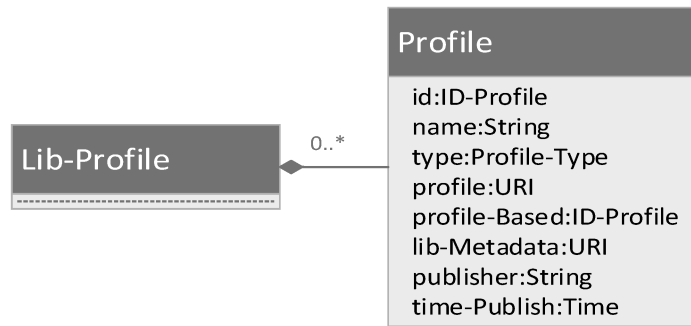 Lib-Profile
0..*
Profile
id:ID-Profile
name:String
type:Profile-Type
profile:URI
profile-Based:ID-Profile
lib-Metadata:URI
publisher:String
time-Publish:Time